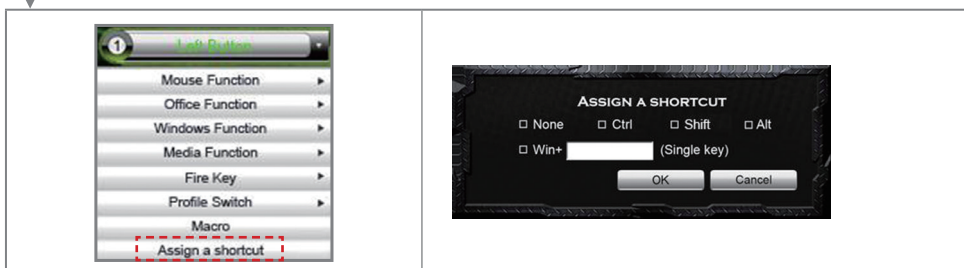 1 Left Button
Mouse Function
Office Function
Windows Function
Media Function
Fire Key
Profile Switch
Macro
Assign a shortcut
ASSIGN A SHORTCUT
None Ctrl Shift Alt
Win+ (Single key)
OK Cancel